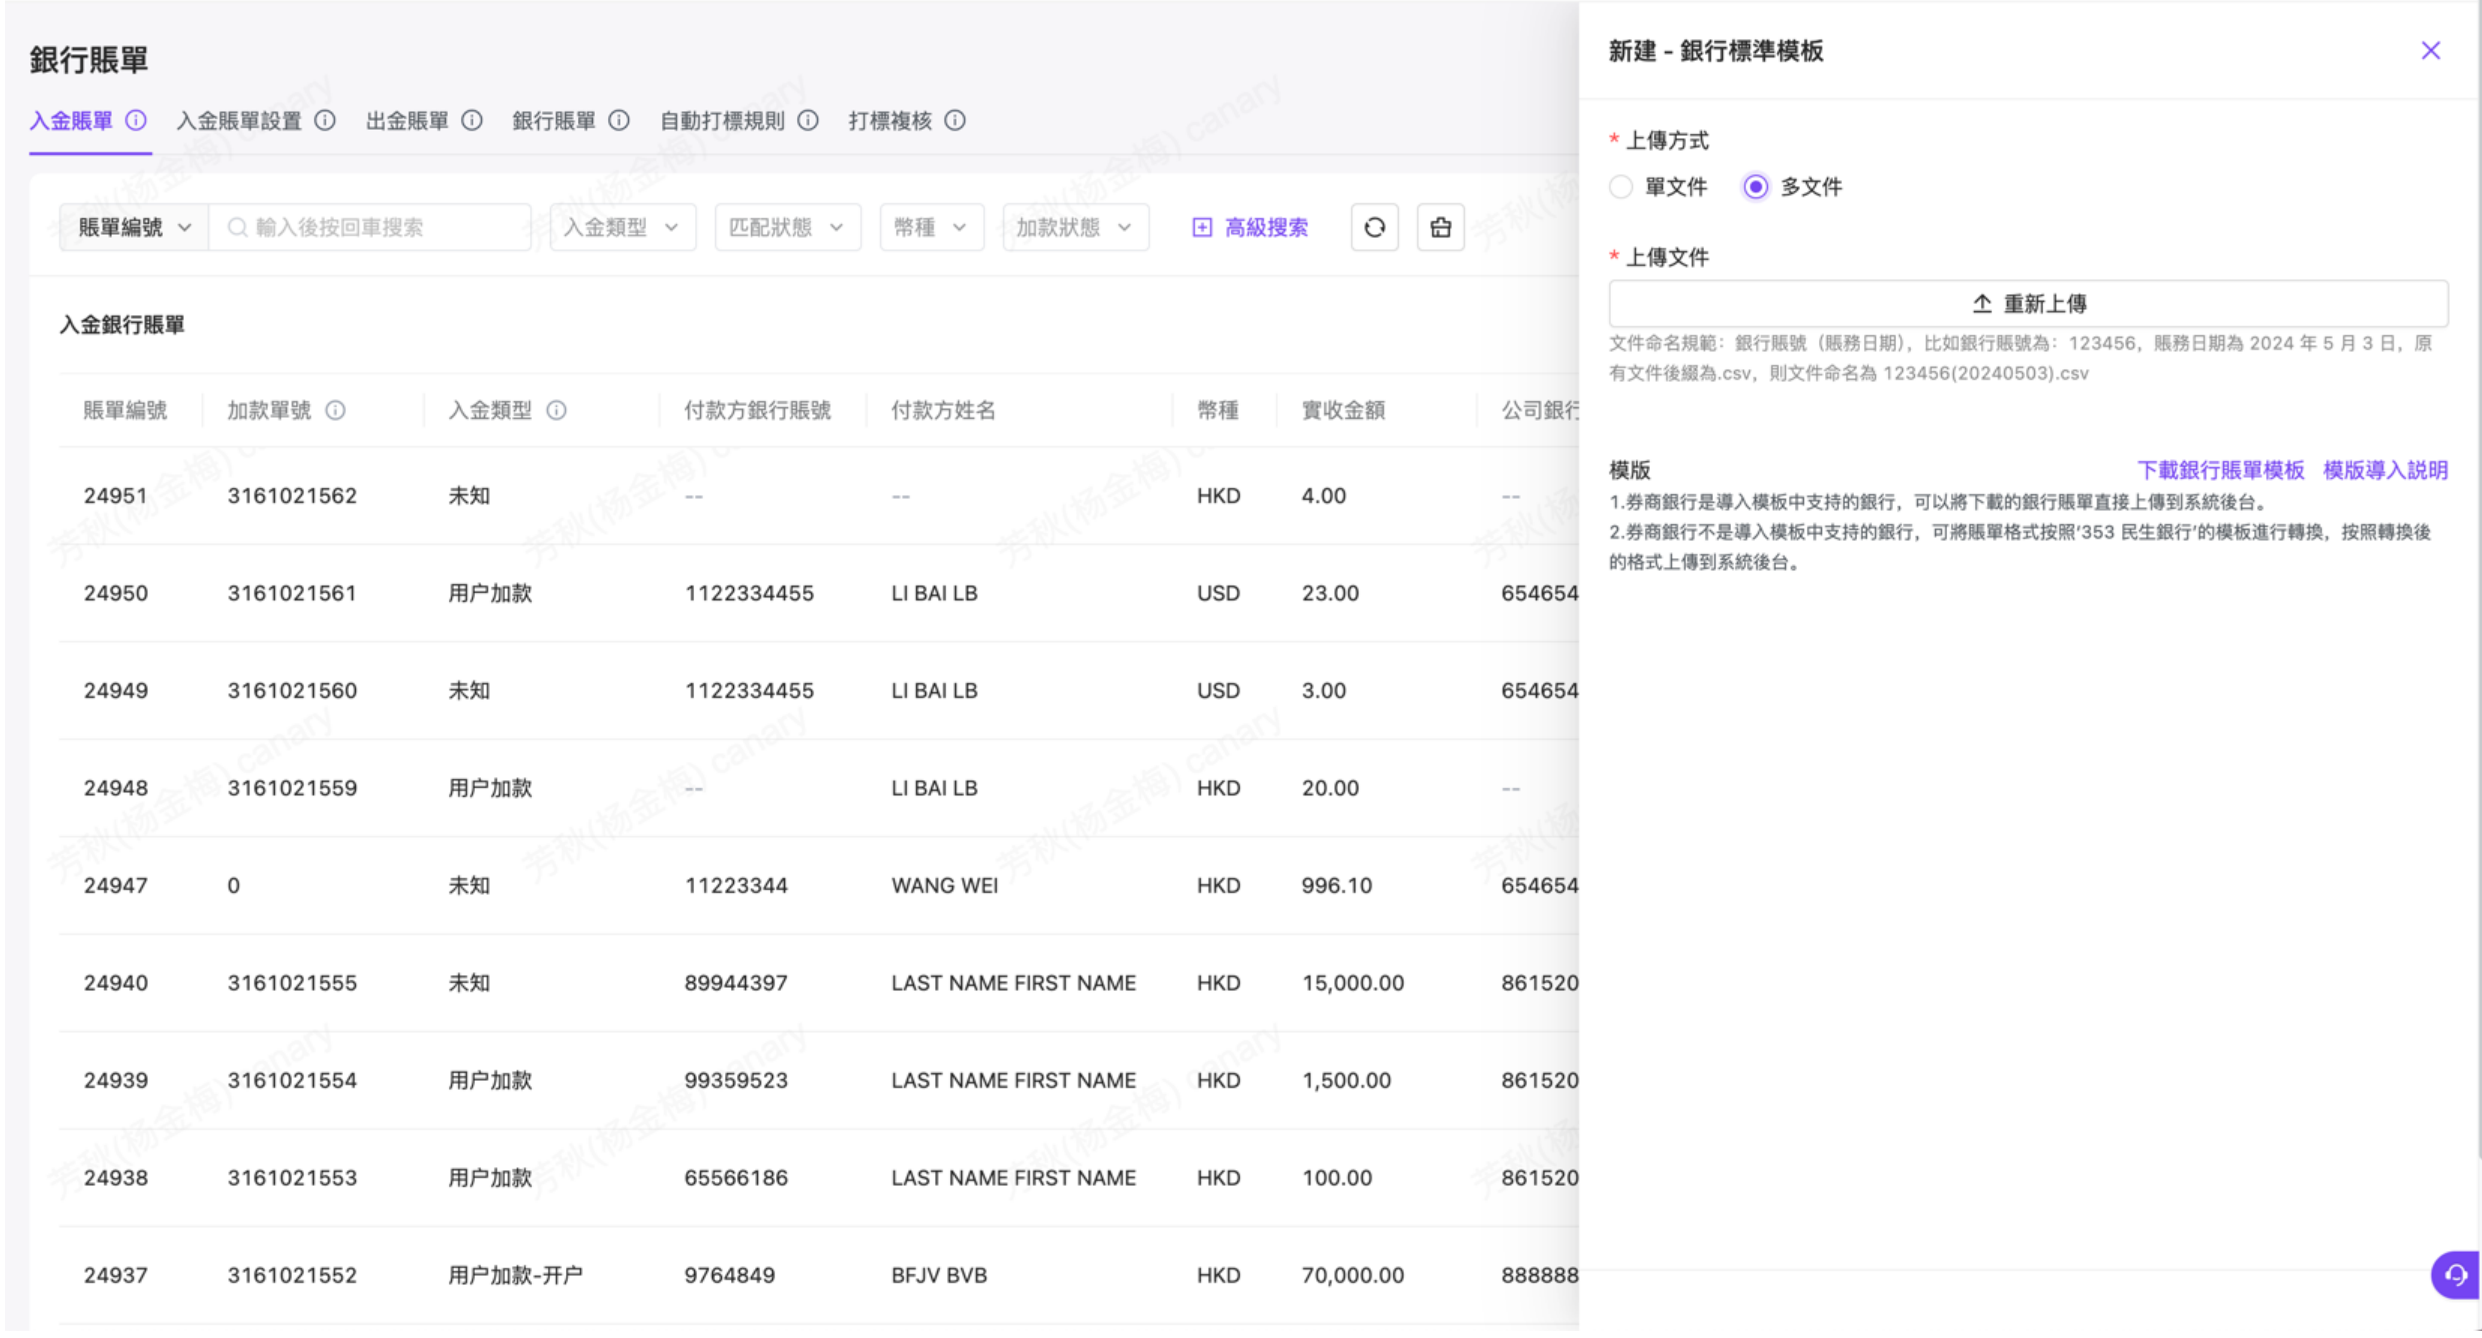 銀行賬單
入金賬單 入金賬單設置 出金賬單 銀行賬單 自動打標規則 打標複核
賬單編號 輸入後按回車搜索 入金類型 匹配狀態 幣種 加款狀態 高級搜索
入金銀行賬單
賬單編號 加款單號 入金類型 付款方銀行賬號 付款方姓名 幣種 實收金額 公司銀行
24951 3161021562 未知 -- -- HKD 4.00 --
24950 3161021561 用户加款 1122334455 LI BAI LB USD 23.00 654654
24949 3161021560 未知 1122334455 LI BAI LB USD 3.00 654654
24948 3161021559 用户加款 -- LI BAI LB HKD 20.00 --
24947 0 未知 11223344 WANG WEI HKD 996.10 654654
24940 3161021555 未知 89944397 LAST NAME FIRST NAME HKD 15,000.00 861520
24939 3161021554 用户加款 99359523 LAST NAME FIRST NAME HKD 1,500.00 861520
24938 3161021553 用户加款 65566186 LAST NAME FIRST NAME HKD 100.00 861520
24937 3161021552 用户加款-开户 9764849 BFJV BVB HKD 70,000.00 888888
新建 - 銀行標準模板
* 上傳方式
單文件 多文件
* 上傳文件
重新上傳
文件命名規範：銀行賬號（賬務日期），比如銀行賬號為：123456，賬務日期為 2024 年 5 月 3 日，原
有文件後綴為.csv，則文件命名為 123456(20240503).csv
模版 下載銀行賬單模板 模版導入説明
1.券商銀行是導入模板中支持的銀行，可以將下載的銀行賬單直接上傳到系統後台。
2.券商銀行不是導入模板中支持的銀行，可將賬單格式按照‘353 民生銀行’的模板進行轉換，按照轉換後
的格式上傳到系統後台。
芳秋(杨金梅) canary